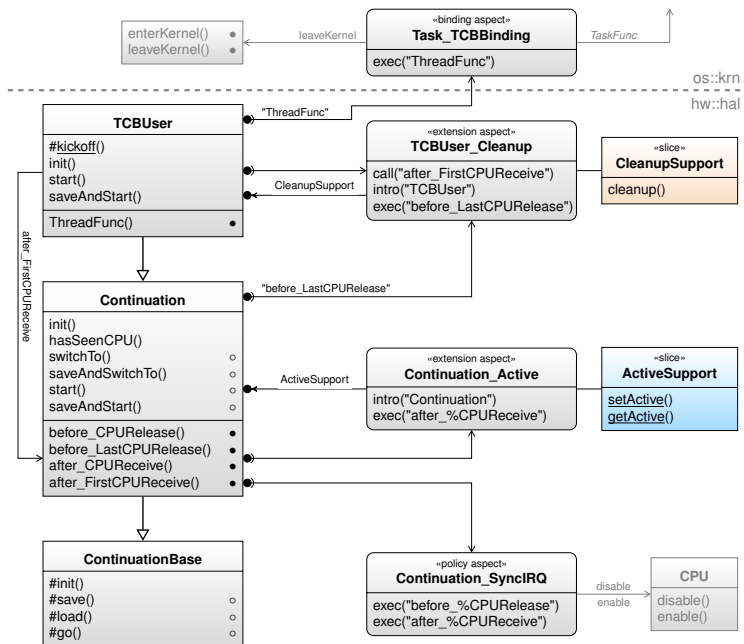 enterKernel()
leaveKernel()
leaveKernel
«binding aspect»
Task_TCBBinding
exec("ThreadFunc")
TaskFunc
os::krn
hw::hal
TCBUser
#kickoff()
init()
start()
saveAndStart()
ThreadFunc()
"ThreadFunc"
CleanupSupport
«extension aspect»
TCBUser_Cleanup
call("after_FirstCPUReceive")
intro("TCBUser")
exec("before_LastCPURelease")
«slice»
CleanupSupport
cleanup()
after_FirstCPUReceive
Continuation
init()
hasSeenCPU()
switchTo()
saveAndSwitchTo()
start()
saveAndStart()
before_CPURelease()
before_LastCPURelease()
after_CPUReceive()
after_FirstCPUReceive()
"before_LastCPURelease"
ActiveSupport
«extension aspect»
Continuation_Active
intro("Continuation")
exec("after_%CPUReceive")
«slice»
ActiveSupport
setActive()
getActive()
ContinuationBase
#init()
#save()
#load()
#go()
«policy aspect»
Continuation_SyncIRQ
exec("before_%CPURelease")
exec("after_%CPUReceive")
disable
enable
CPU
disable()
enable()